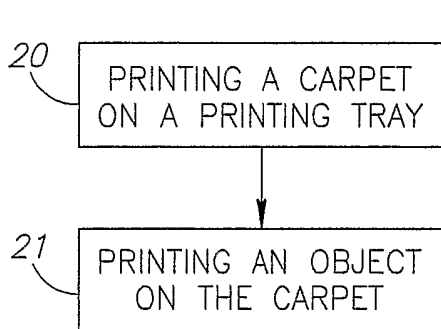 20
PRINTING A CARPET
ON A PRINTING TRAY
21
PRINTING AN OBJECT
ON THE CARPET